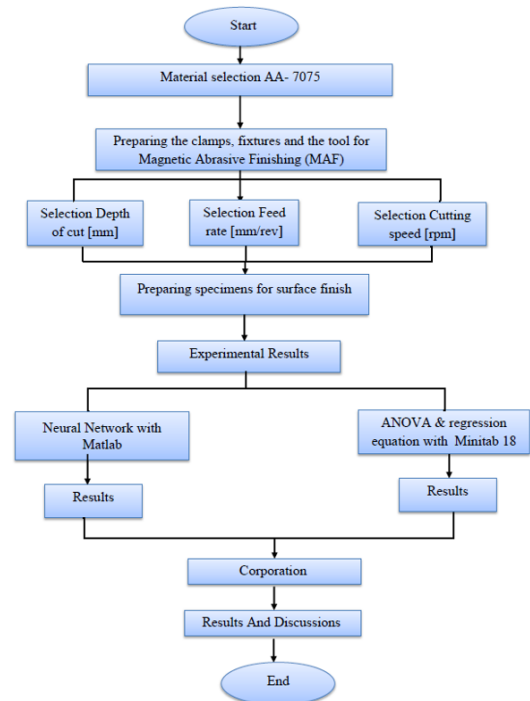 Start
Material selection AA- 7075
Preparing the clamps, fixtures and the tool for
Magnetic Abrasive Finishing (MAF)
Selection Depth
of cut [mm]
Selection Feed
rate [mm/rev]
Selection Cutting
speed [rpm]
Preparing specimens for surface finish
Experimental Results
Neural Network with
Matlab
ANOVA & regression
equation with Minitab 18
Results
Results
Corporation
Results And Discussions
End